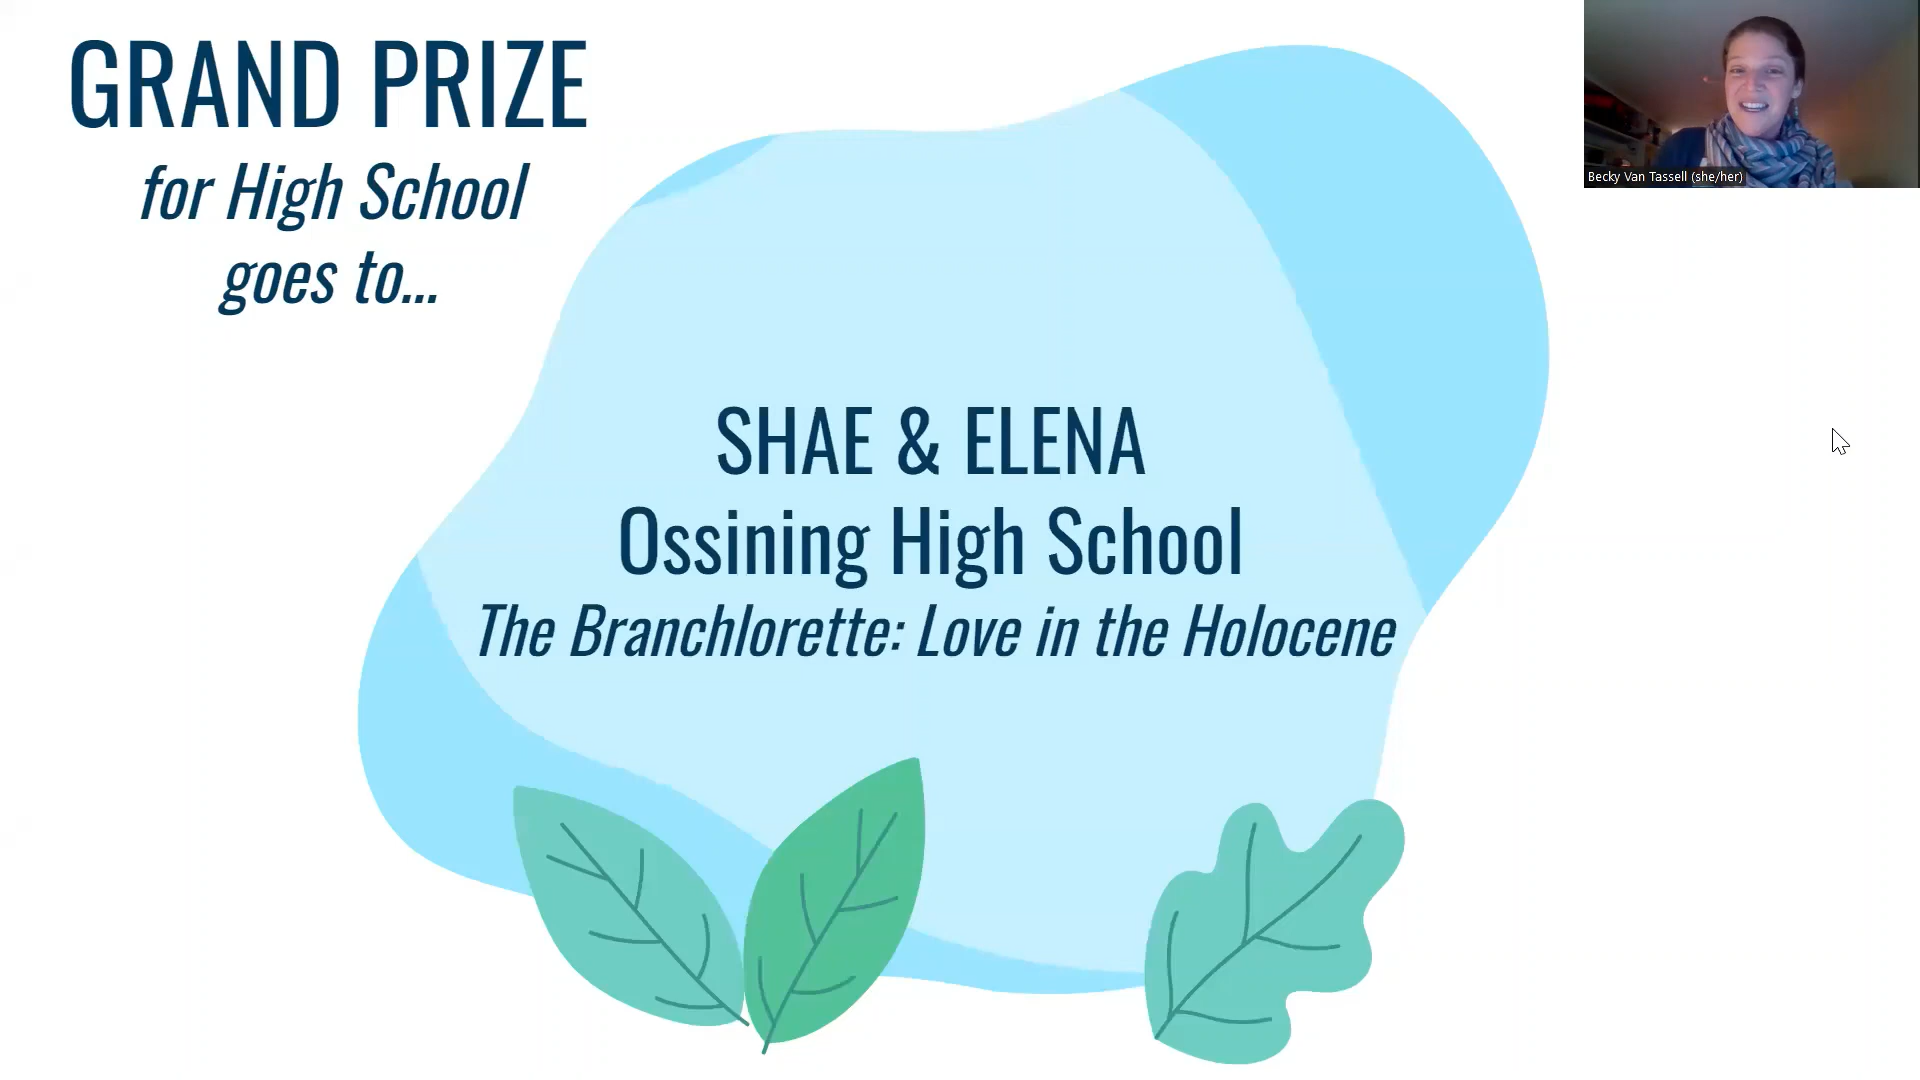 GRAND PRIZE
for High School
goes to...
Becky Van Tassell (she/her)
SHAE & ELENA
Ossining High School
The Branchlorette: Love in the Holocene